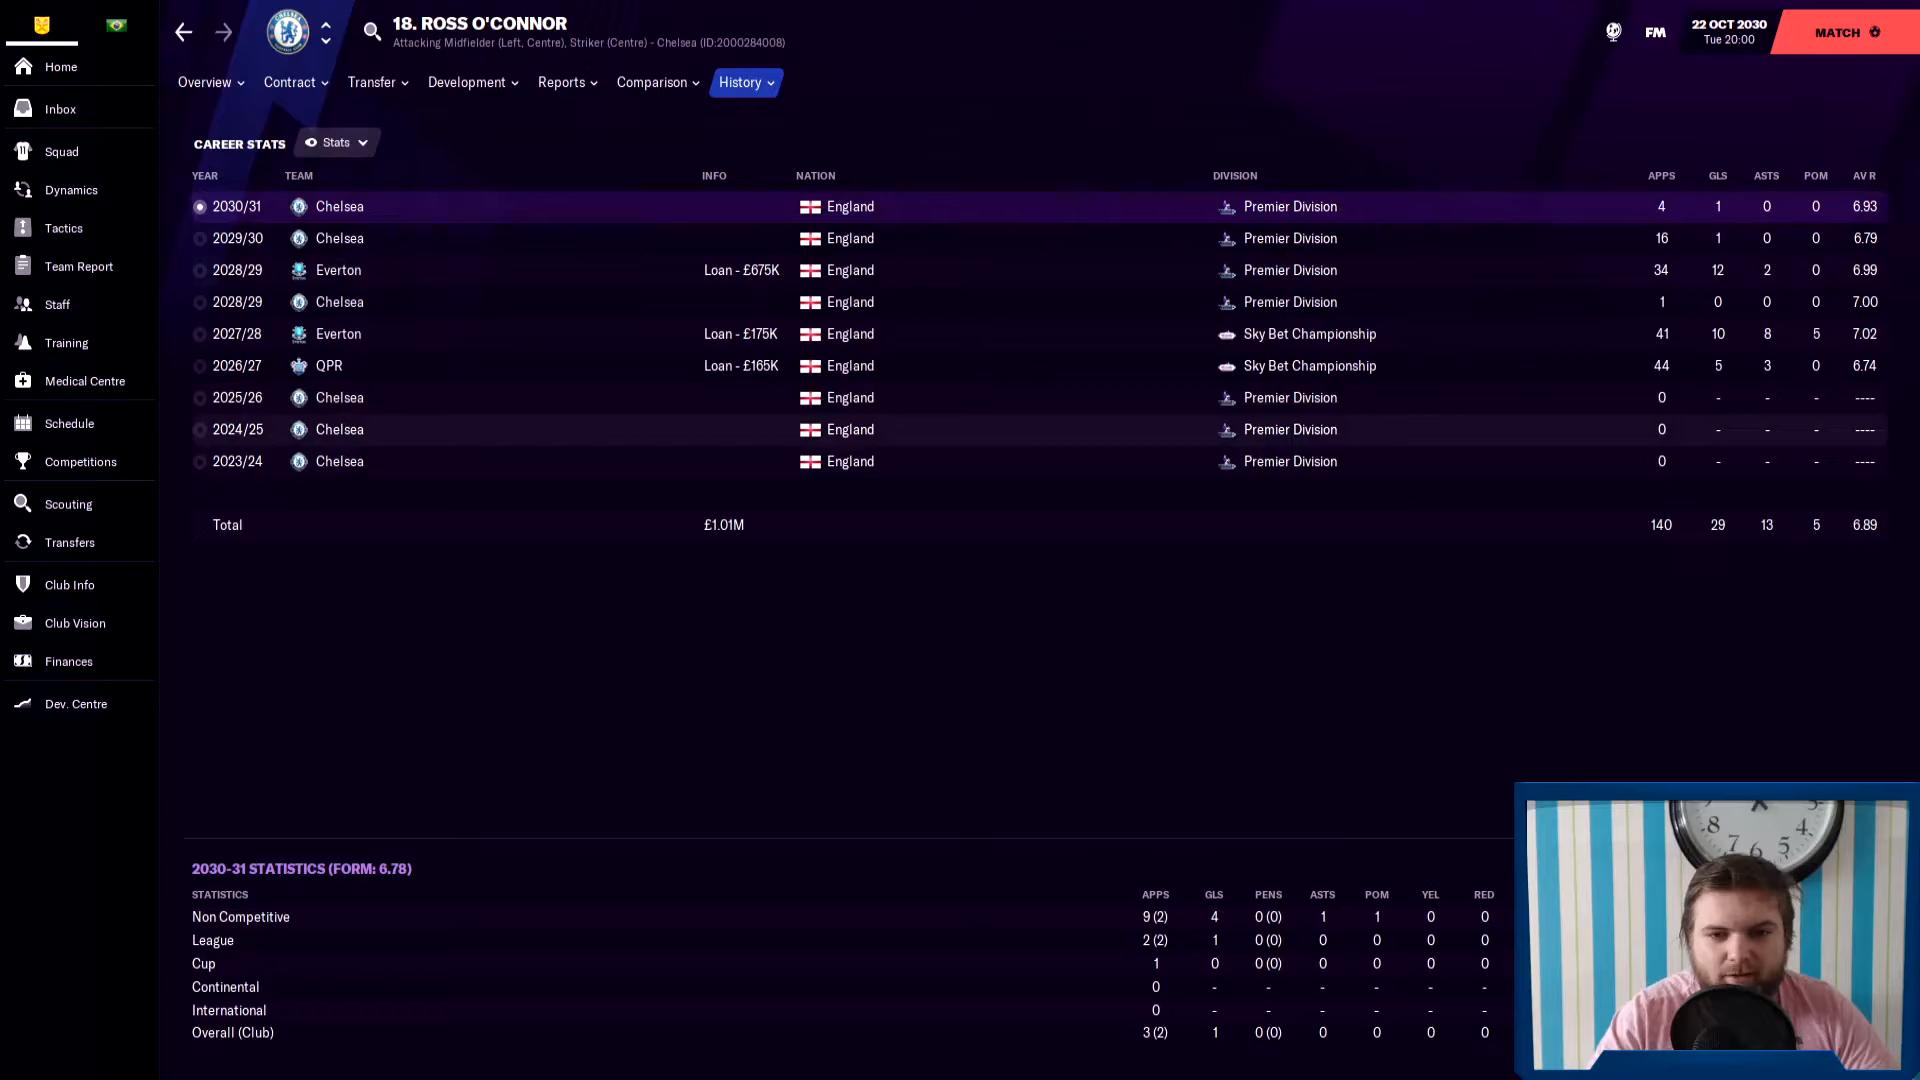 18. ROSS O'CONNOR
Attacking Midfielder (Left, Centre), Striker (Centre) - Chelsea (ID:2000284008)
FM
22 OCT 2030
Tue 20:00
MATCH
Home
Inbox
Squad
Dynamics
Tactics
Team Report
Staff
Training
Medical Centre
Schedule
Competitions
Scouting
Transfers
Club Info
Club Vision
Finances
Dev. Centre
Overview Contract Transfer Development Reports Comparison History
CAREER STATS Stats
YEAR TEAM INFO NATION DIVISION APPS GLS ASTS POM AV R
2030/31 Chelsea England Premier Division 4 1 0 0 6.93
2029/30 Chelsea England Premier Division 16 1 0 0 6.79
2028/29 Everton Loan - £675K England Premier Division 34 12 2 0 6.99
2028/29 Chelsea England Premier Division 1 0 0 0 7.00
2027/28 Everton Loan - £175K England Sky Bet Championship 41 10 8 5 7.02
2026/27 QPR Loan - £165K England Sky Bet Championship 44 5 3 0 6.74
2025/26 Chelsea England Premier Division 0 - - - ----
2024/25 Chelsea England Premier Division 0 - - - ----
2023/24 Chelsea England Premier Division 0 - - - ----
Total £1.01M 140 29 13 5 6.89
2030-31 STATISTICS (FORM: 6.78)
STATISTICS APPS GLS PENS ASTS POM YEL RED
Non Competitive 9 (2) 4 0 (0) 1 1 0 0
League 2 (2) 1 0 (0) 0 0 0 0
Cup 1 0 0 (0) 0 0 0 0
Continental 0 - - - - - -
International 0 - - - - - -
Overall (Club) 3 (2) 1 0 (0) 0 0 0 0
8 7 6 5 4